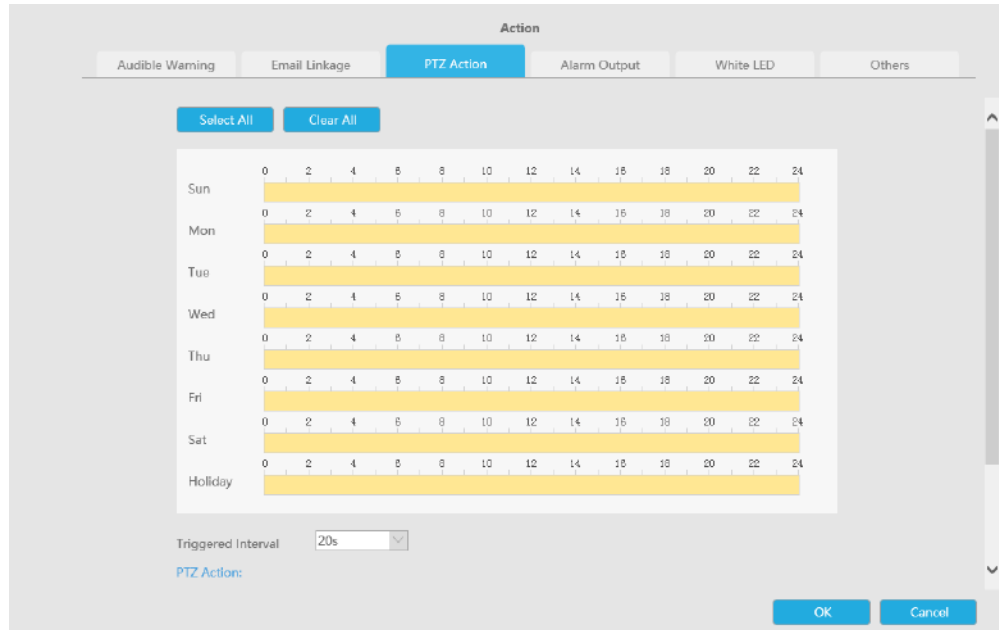 Action
Audible Warning Email Linkage PTZ Action Alarm Output White LED Others
Select All Clear All
0 2 4 6 8 10 12 14 16 18 20 22 24
Sun
0 2 4 6 8 10 12 14 16 18 20 22 24
Mon
0 2 4 6 8 10 12 14 16 18 20 22 24
Tue
0 2 4 6 8 10 12 14 16 18 20 22 24
Wed
0 2 4 6 8 10 12 14 16 18 20 22 24
Thu
0 2 4 6 8 10 12 14 16 18 20 22 24
Fri
0 2 4 6 8 10 12 14 16 18 20 22 24
Sat
0 2 4 6 8 10 12 14 16 18 20 22 24
Holiday
Triggered Interval 20s
PTZ Action:
OK Cancel